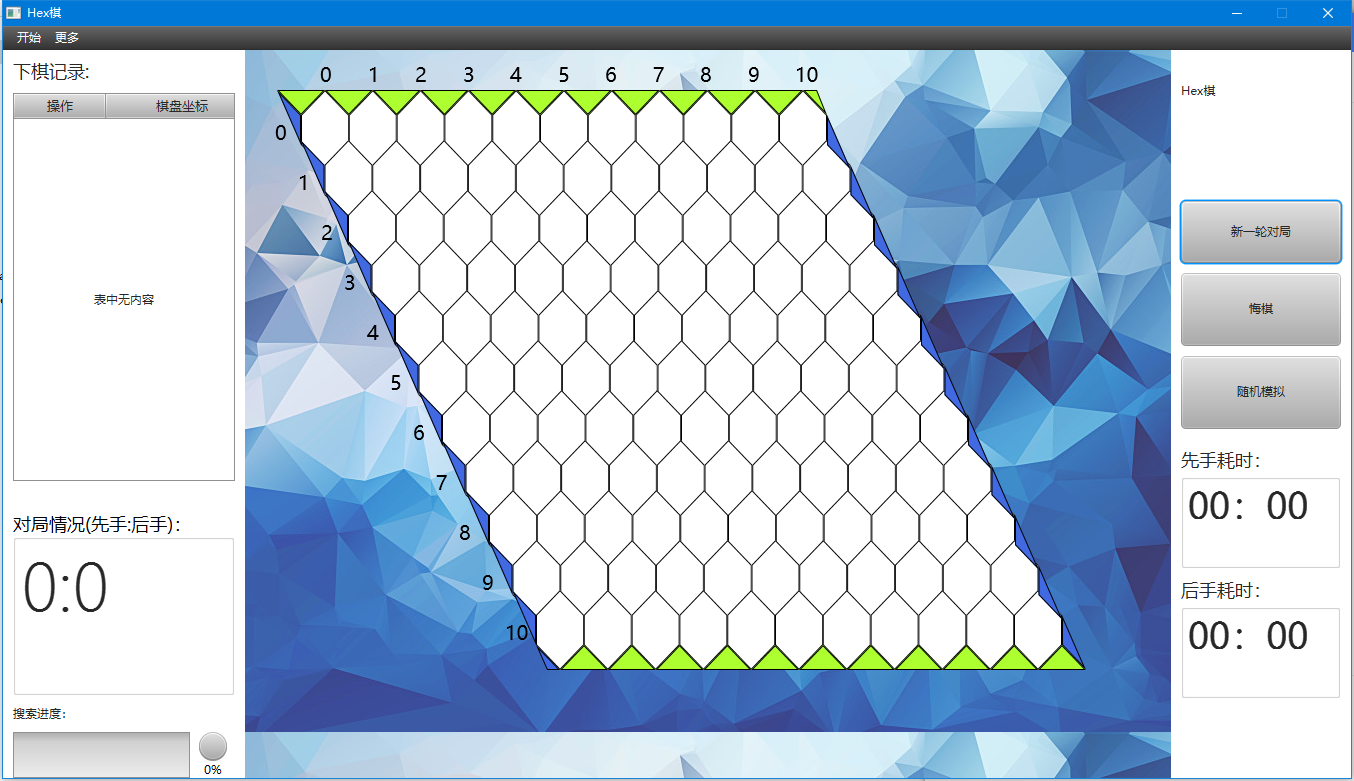 Hex棋
开始 更多
下棋记录:
操作 棋盘坐标
表中无内容
对局情况(先手:后手)：
0:0
搜索进度：
0%
0 1 2 3 4 5 6 7 8 9 10
0
1
2
3
4
5
6
7
8
9
10
Hex棋
新一轮对局
悔棋
随机模拟
先手耗时：
00：00
后手耗时：
00：00